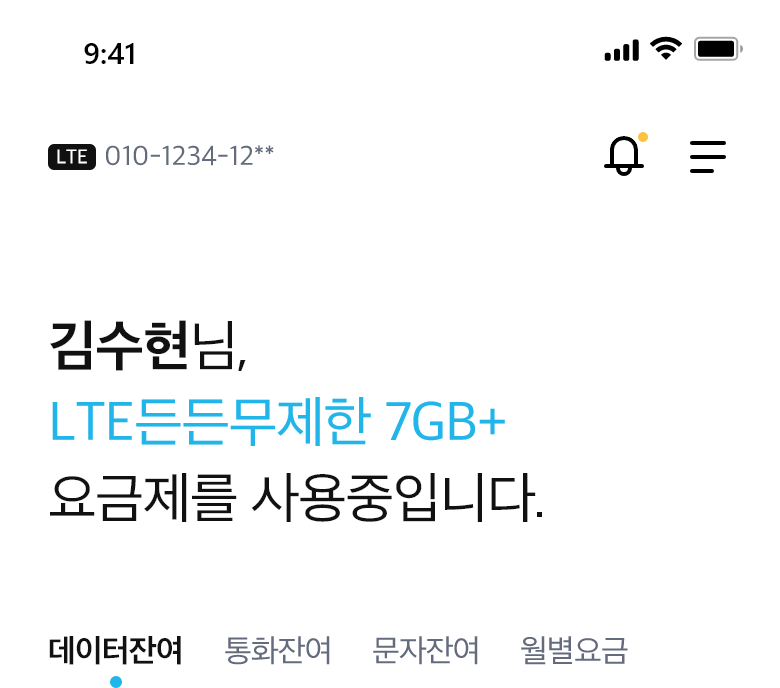 9:41
LTE 010-1234-12**
김수현님,
LTE든든무제한 7GB+
요금제를 사용중입니다.
데이터잔여 통화잔여 문자잔여 월별요금